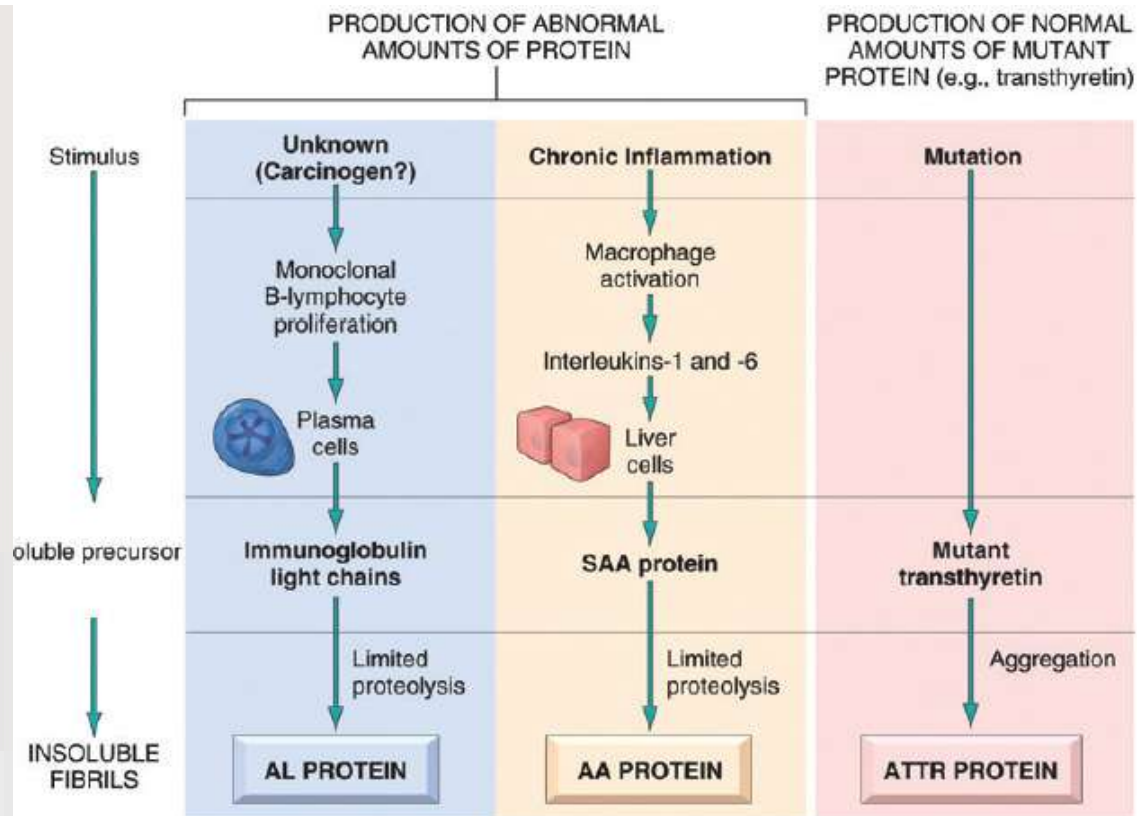 PRODUCTION OF ABNORMAL
AMOUNTS OF PROTEIN
PRODUCTION OF NORMAL
AMOUNTS OF MUTANT
PROTEIN (e.g., transthyretin)
Stimulus
Unknown
(Carcinogen?)
Chronic Inflammation
Mutation
Monoclonal
B-lymphocyte
proliferation
Macrophage
activation
Interleukins-1 and -6
Plasma
cells
Liver
cells
oluble precursor
Immunoglobulin
light chains
SAA protein
Mutant
transthyretin
Limited
proteolysis
Limited
proteolysis
Aggregation
INSOLUBLE
FIBRILS
AL PROTEIN
AA PROTEIN
ATTR PROTEIN